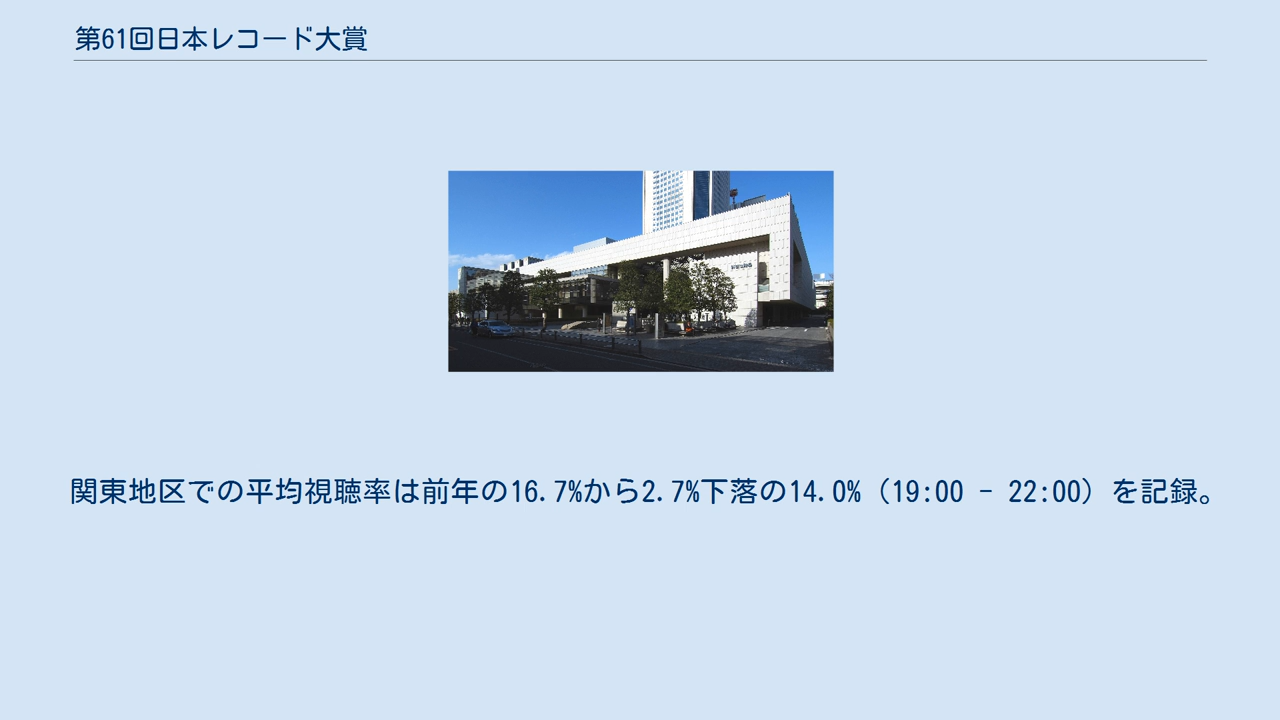 第61回日本レコード大賞
関東地区での平均視聴率は前年の16.7%から2.7%下落の14.0%（19:00 - 22:00）を記録。